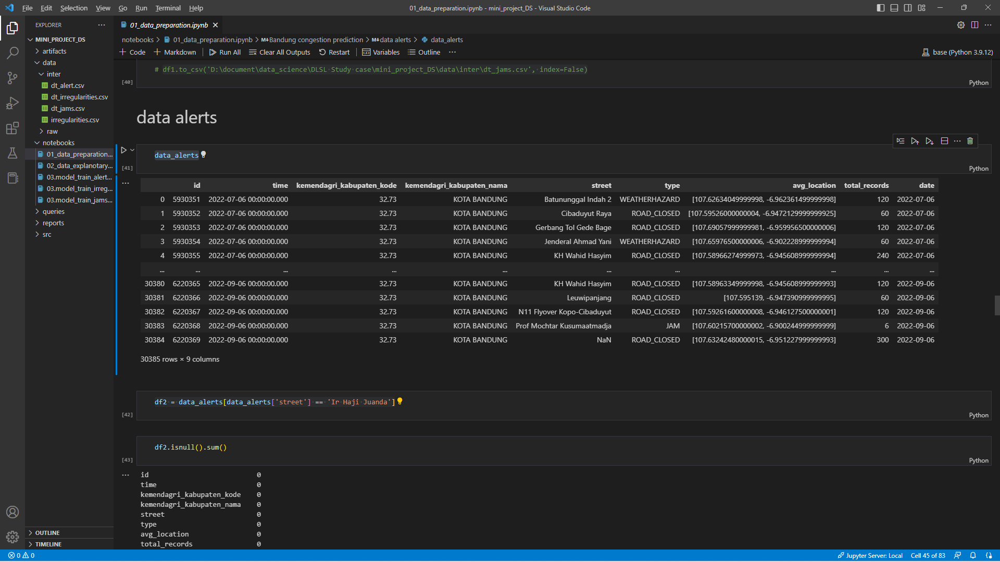 File Edit Selection View Go Run Terminal Help
01_data_preparation.ipynb - mini_project_DS - Visual Studio Code
EXPLORER
MINI_PROJECT_DS
artifacts
data
inter
dt_alert.csv
dt_irregularities.csv
dt_jams.csv
irregularities.csv
raw
notebooks
01_data_preparation...
02_data_explanotary...
03.model_train_alert...
03.model_train_irreg...
03.model_train_jams...
queries
reports
src
OUTLINE
TIMELINE
01_data_preparation.ipynb
notebooks > 01_data_preparation.ipynb > M↓Bandung congestion prediction > M↓data alerts > data_alerts
+ Code + Markdown Run All Clear All Outputs Restart Variables Outline ...
base (Python 3.9.12)
# df1.to_csv('D:\document\data_science\DLSL Study case\mini_project_DS\data\inter\dt_jams.csv', index=False)
[40]
Python
data alerts
data_alerts
[41]
Python
id time kemendagri_kabupaten_kode kemendagri_kabupaten_nama street type avg_location total_records date
0 5930351 2022-07-06 00:00:00.000 32.73 KOTA BANDUNG Batununggal Indah 2 WEATHERHAZARD [107.62634049999998, -6.962361499999998] 120 2022-07-06
1 5930352 2022-07-06 00:00:00.000 32.73 KOTA BANDUNG Cibaduyut Raya ROAD_CLOSED [107.59526000000004, -6.9472129999999925] 60 2022-07-06
2 5930353 2022-07-06 00:00:00.000 32.73 KOTA BANDUNG Gerbang Tol Gede Bage ROAD_CLOSED [107.69057999999981, -6.959956500000006] 120 2022-07-06
3 5930354 2022-07-06 00:00:00.000 32.73 KOTA BANDUNG Jenderal Ahmad Yani WEATHERHAZARD [107.65976500000006, -6.902228999999994] 60 2022-07-06
4 5930355 2022-07-06 00:00:00.000 32.73 KOTA BANDUNG KH Wahid Hasyim ROAD_CLOSED [107.58966274999973, -6.945608999999994] 240 2022-07-06
... ... ... ... ... ... ... ... ... ...
30380 6220365 2022-09-06 00:00:00.000 32.73 KOTA BANDUNG KH Wahid Hasyim ROAD_CLOSED [107.58963349999998, -6.945608999999993] 120 2022-09-06
30381 6220366 2022-09-06 00:00:00.000 32.73 KOTA BANDUNG Leuwipanjang ROAD_CLOSED [107.595139, -6.947390999999995] 60 2022-09-06
30382 6220367 2022-09-06 00:00:00.000 32.73 KOTA BANDUNG N11 Flyover Kopo-Cibaduyut ROAD_CLOSED [107.59261600000008, -6.946127500000001] 120 2022-09-06
30383 6220368 2022-09-06 00:00:00.000 32.73 KOTA BANDUNG Prof Mochtar Kusumaatmadja JAM [107.60215700000002, -6.900244999999999] 6 2022-09-06
30384 6220369 2022-09-06 00:00:00.000 32.73 KOTA BANDUNG NaN ROAD_CLOSED [107.63242480000015, -6.951227999999993] 300 2022-09-06
30385 rows × 9 columns
df2 = data_alerts[data_alerts['street'] == 'Ir Haji Juanda']
[42]
Python
df2.isnull().sum()
[43]
Python
id 0
time 0
kemendagri_kabupaten_kode 0
kemendagri_kabupaten_nama 0
street 0
type 0
avg_location 0
total_records 0
0 0
Jupyter Server: Local Cell 45 of 83